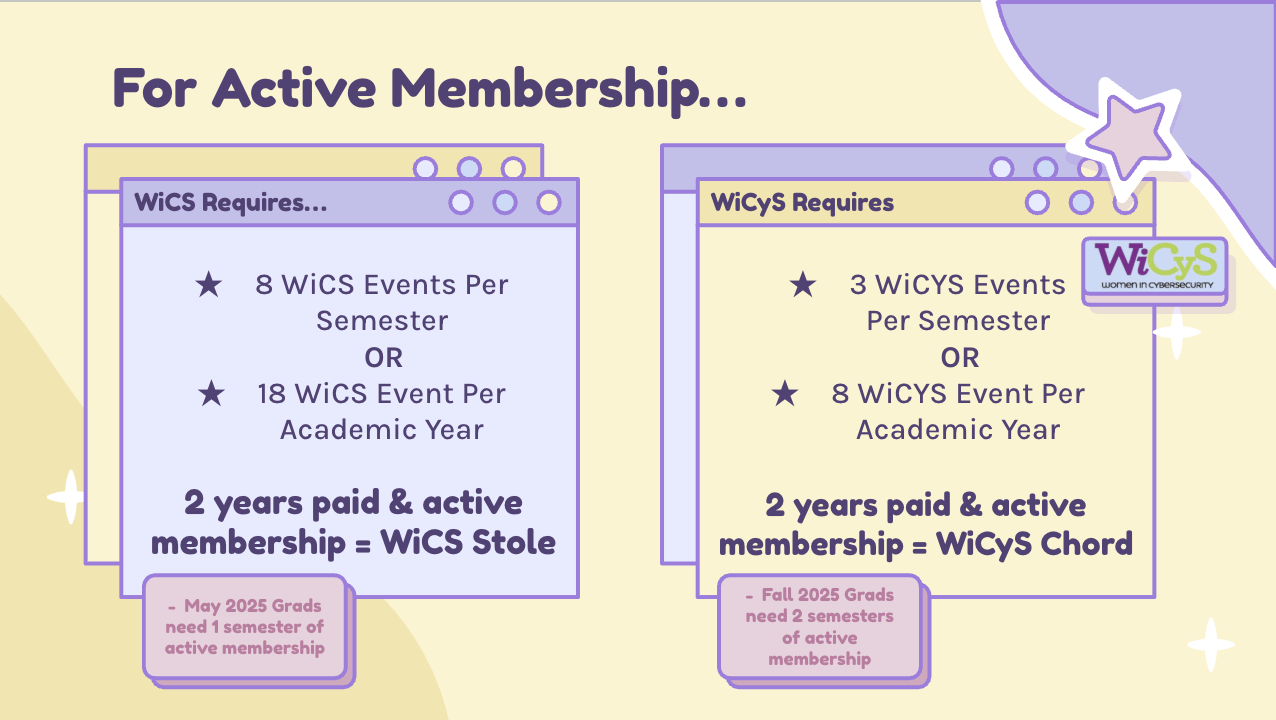 For Active Membership...
WiCS Requires...
★ 8 WiCS Events Per
Semester
OR
★ 18 WiCS Event Per
Academic Year
2 years paid & active
membership = WiCS Stole
- May 2025 Grads
need 1 semester of
active membership
WiCyS Requires
WiCyS
WOMEN IN CYBERSECURITY
★ 3 WiCYS Events
Per Semester
OR
★ 8 WiCYS Event Per
Academic Year
2 years paid & active
membership = WiCyS Chord
- Fall 2025 Grads
need 2 semesters
of active
membership